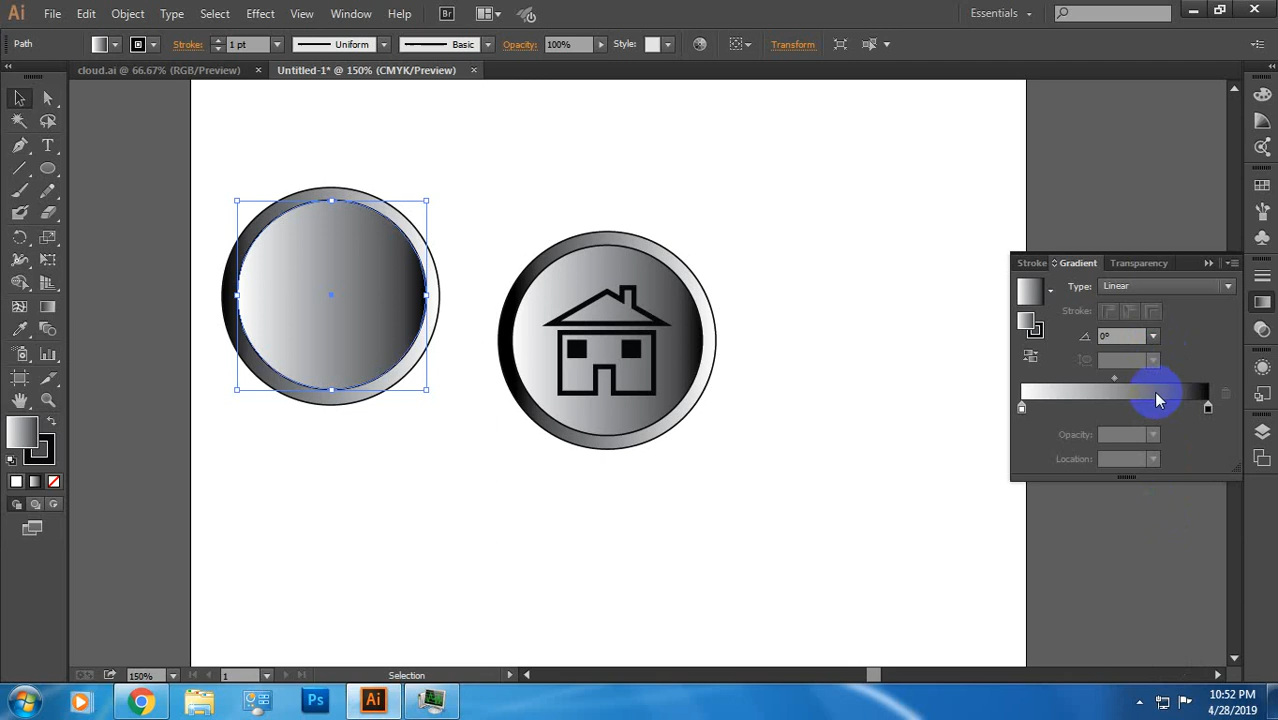 Ai File Edit Object Type Select Effect View Window Help Br Essentials
Path Stroke: 1 pt Uniform Basic Opacity: 100% Style: Transform
cloud.ai @ 66.67% (RGB/Preview) × Untitled-1* @ 150% (CMYK/Preview) ×
Stroke Gradient Transparency
Type: Linear
Stroke:
0°
Opacity:
Location:
150% 1 Selection
Ps Ai 10:52 PM
4/28/2019